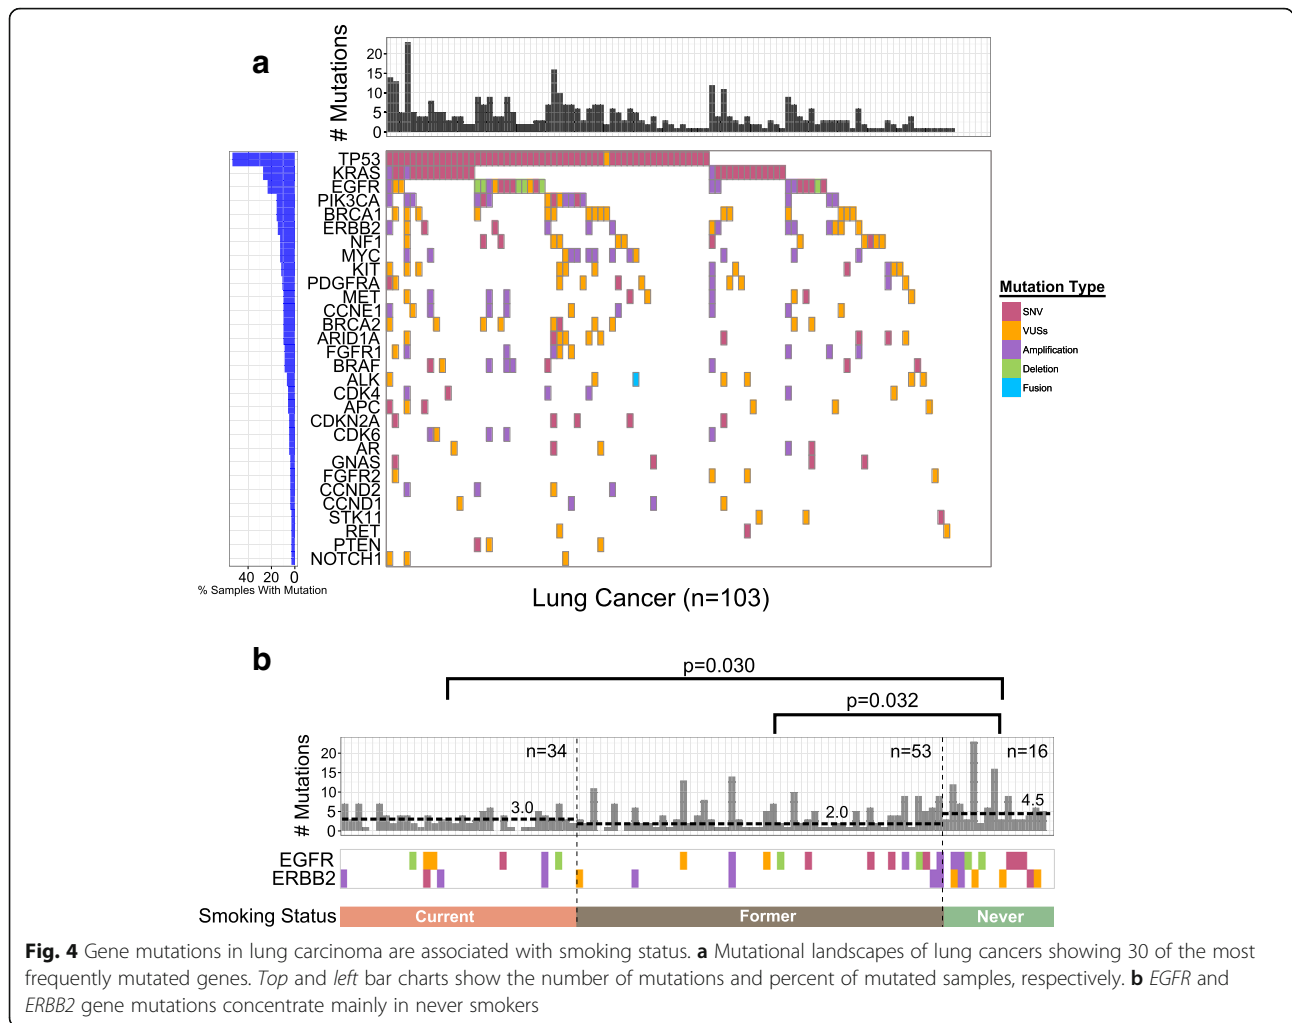 a
# Mutations
20
15
10
5
0
TP53
KRAS
EGFR
PIK3CA
BRCA1
ERBB2
NF1
MYC
KIT
PDGFRA
MET
CCNE1
BRCA2
ARID1A
FGFR1
BRAF
ALK
CDK4
APC
CDKN2A
CDK6
AR
GNAS
FGFR2
CCND2
CCND1
STK11
RET
PTEN
NOTCH1
40 20 0
% Samples With Mutation
Lung Cancer (n=103)
Mutation Type
SNV
VUSs
Amplification
Deletion
Fusion
b
p=0.030
p=0.032
# Mutations
20
15
10
5
0
n=34 n=53 n=16
3.0 2.0 4.5
EGFR
ERBB2
Smoking Status Current Former Never
Fig. 4 Gene mutations in lung carcinoma are associated with smoking status. a Mutational landscapes of lung cancers showing 30 of the most
frequently mutated genes. Top and left bar charts show the number of mutations and percent of mutated samples, respectively. b EGFR and
ERBB2 gene mutations concentrate mainly in never smokers